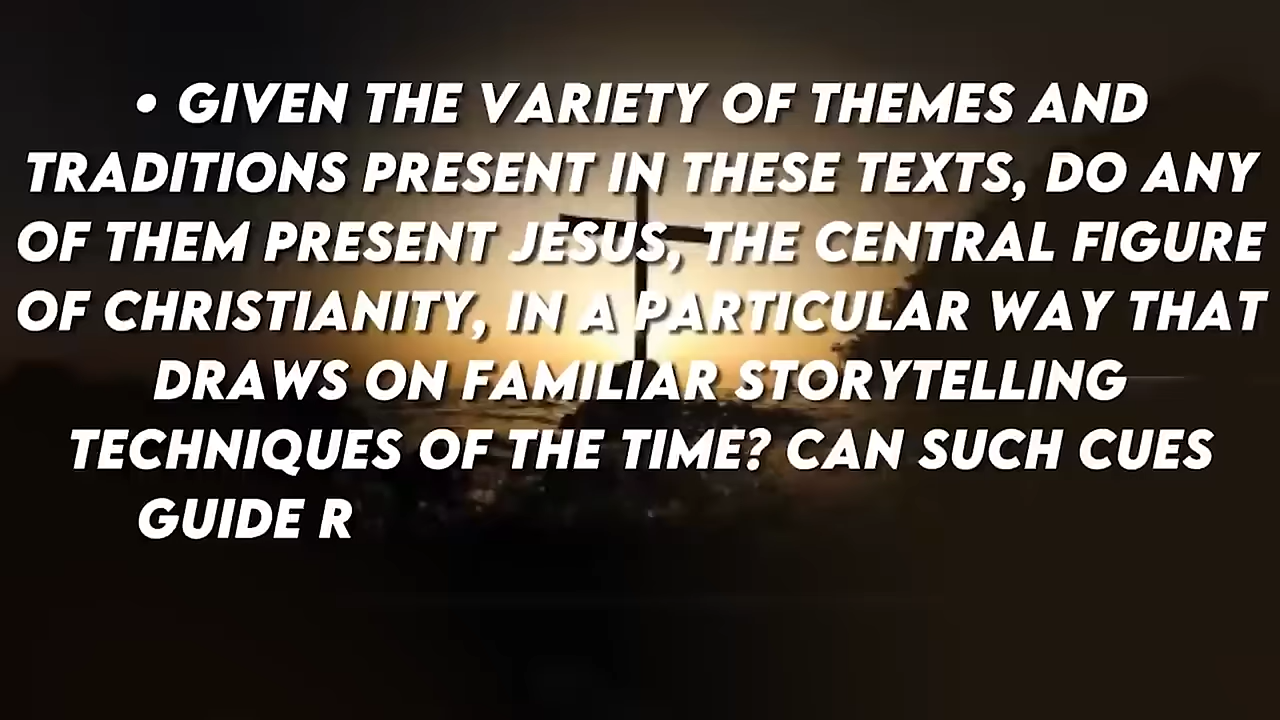 • GIVEN THE VARIETY OF THEMES AND
TRADITIONS PRESENT IN THESE TEXTS, DO ANY
OF THEM PRESENT JESUS, THE CENTRAL FIGURE
OF CHRISTIANITY, IN A PARTICULAR WAY THAT
DRAWS ON FAMILIAR STORYTELLING
TECHNIQUES OF THE TIME? CAN SUCH CUES
GUIDE R